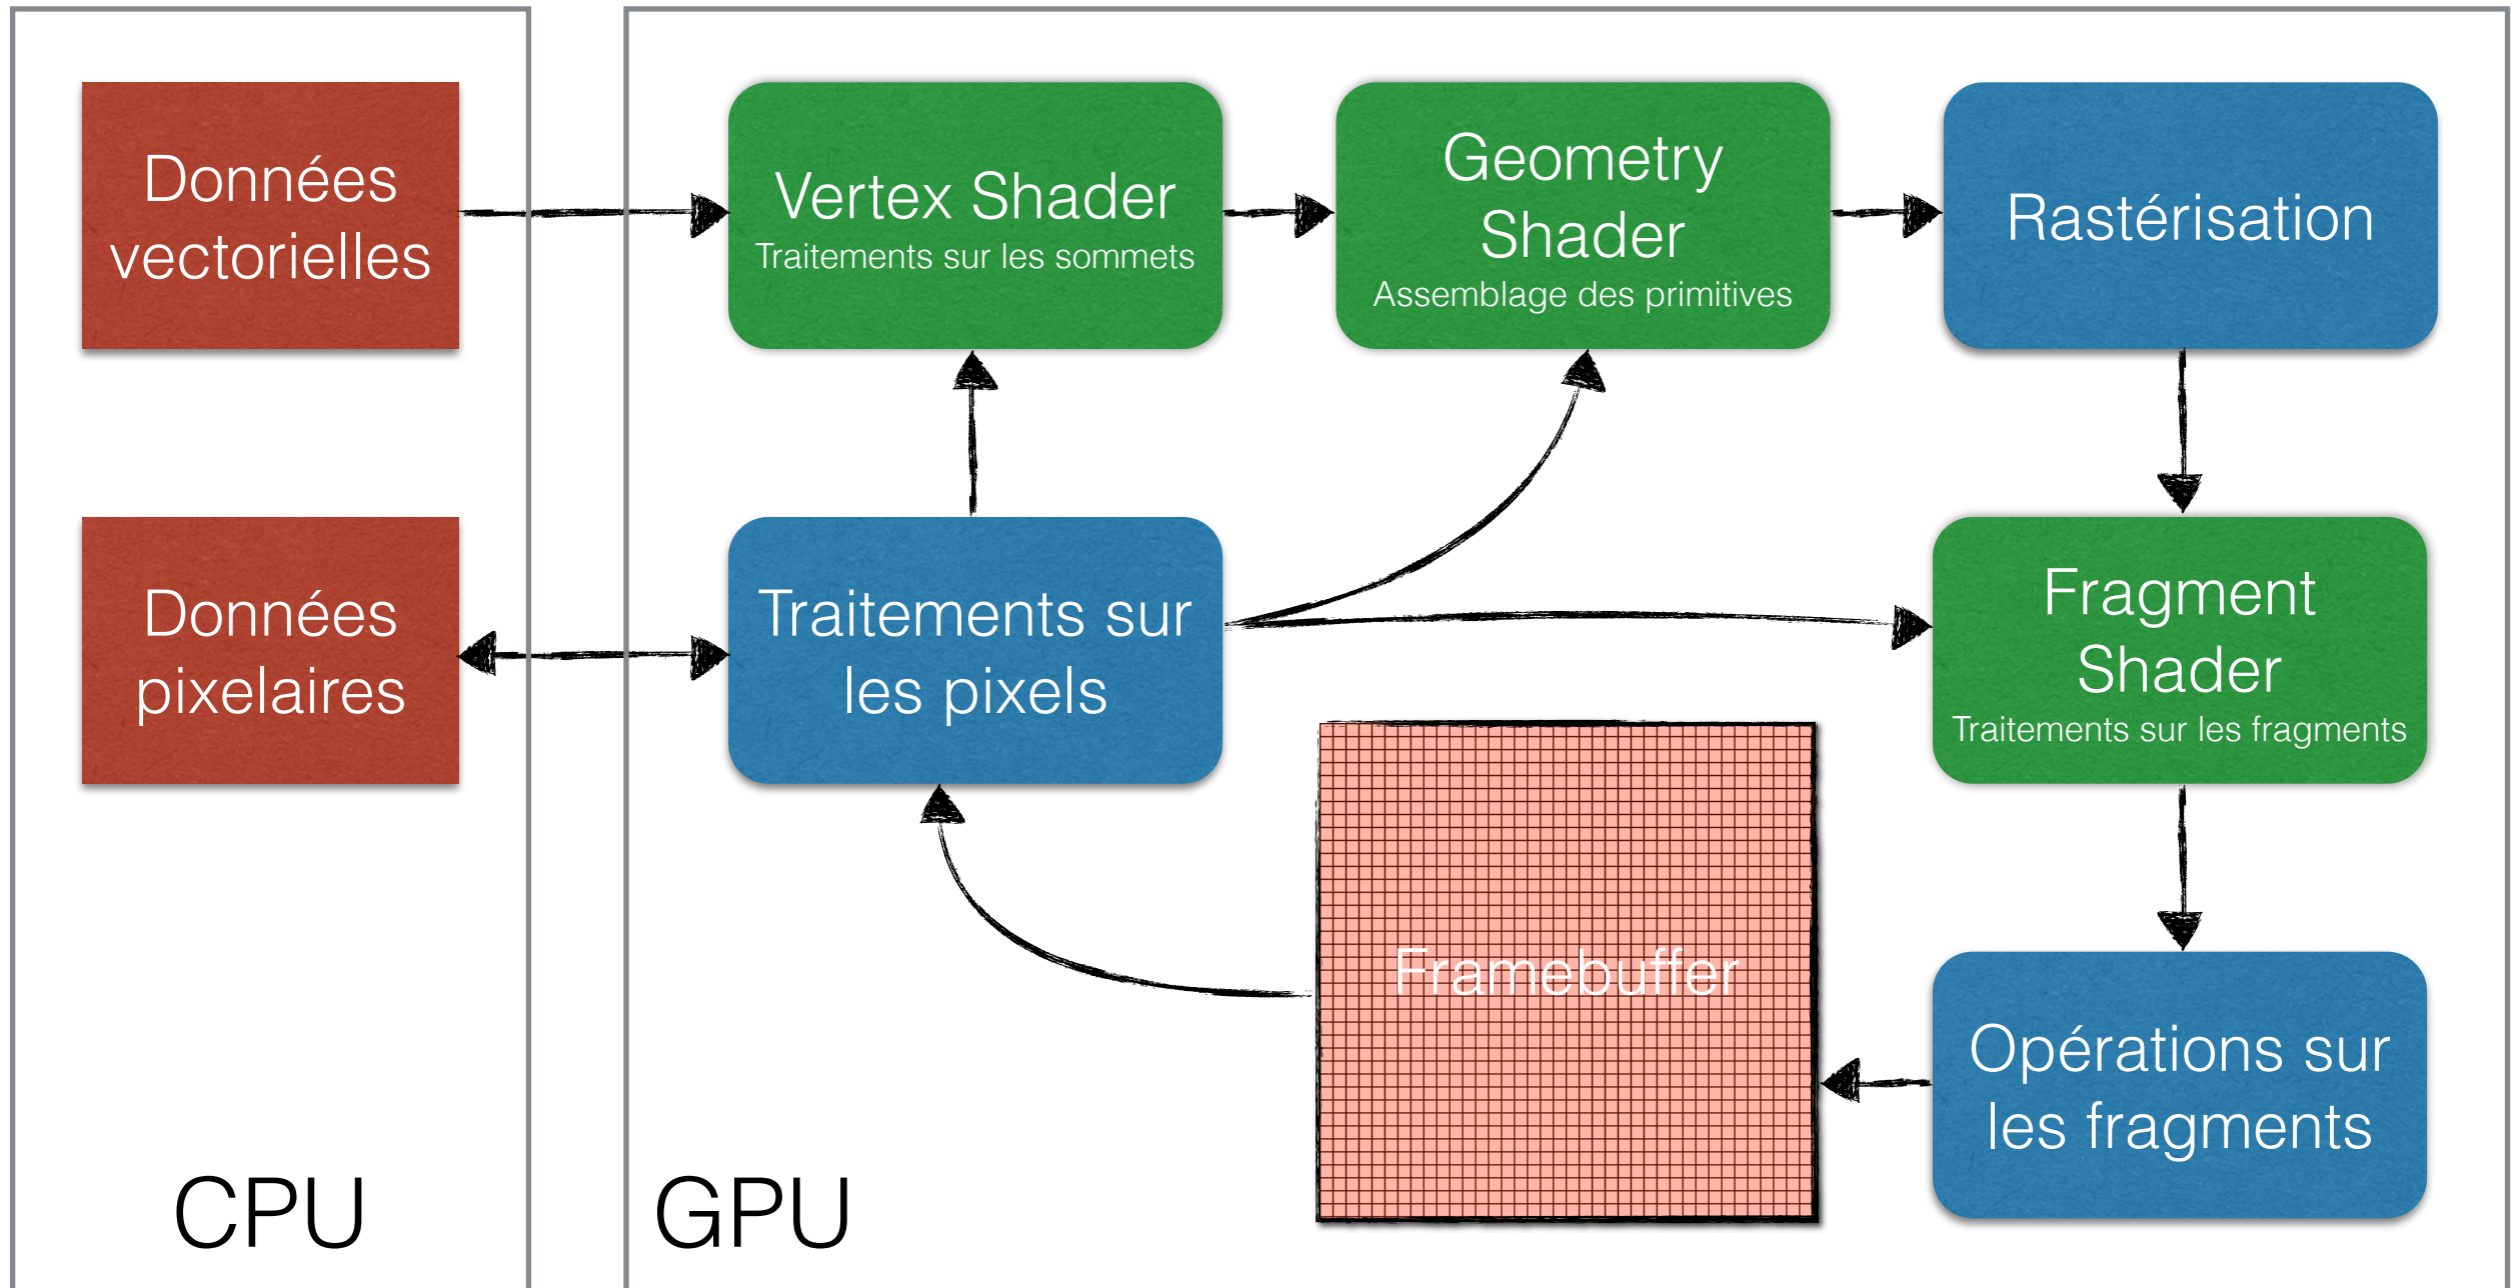 Données
vectorielles
Vertex Shader
Traitements sur les sommets
Geometry
Shader
Assemblage des primitives
Rastérisation
Données
pixelaires
Traitements sur
les pixels
Fragment
Shader
Traitements sur les fragments
Framebuffer
Opérations sur
les fragments
CPU
GPU